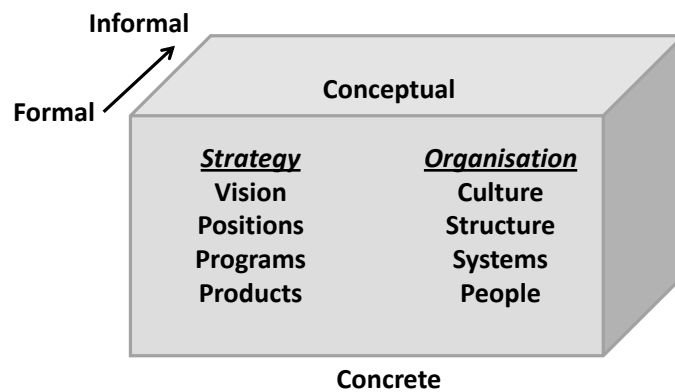 Informal
Formal
Conceptual
Strategy Organisation
Vision Culture
Positions Structure
Programs Systems
Products People
Concrete